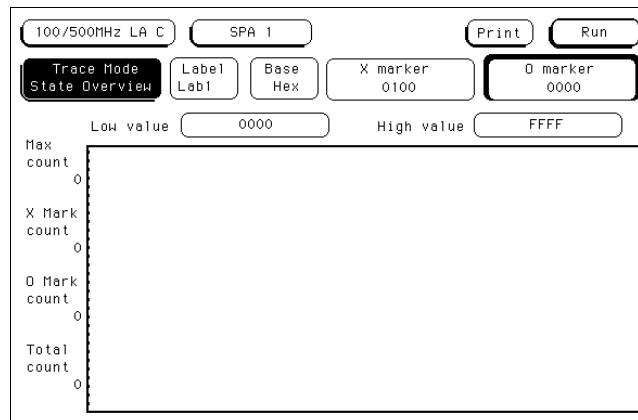 100/500MHz LA C SPA 1 Print Run
Trace Mode Label Base X marker O marker
State Overview Lab1 Hex 0100 0000
Low value 0000 High value FFFF
Max
count
0
X Mark
count
0
O Mark
count
0
Total
count
0